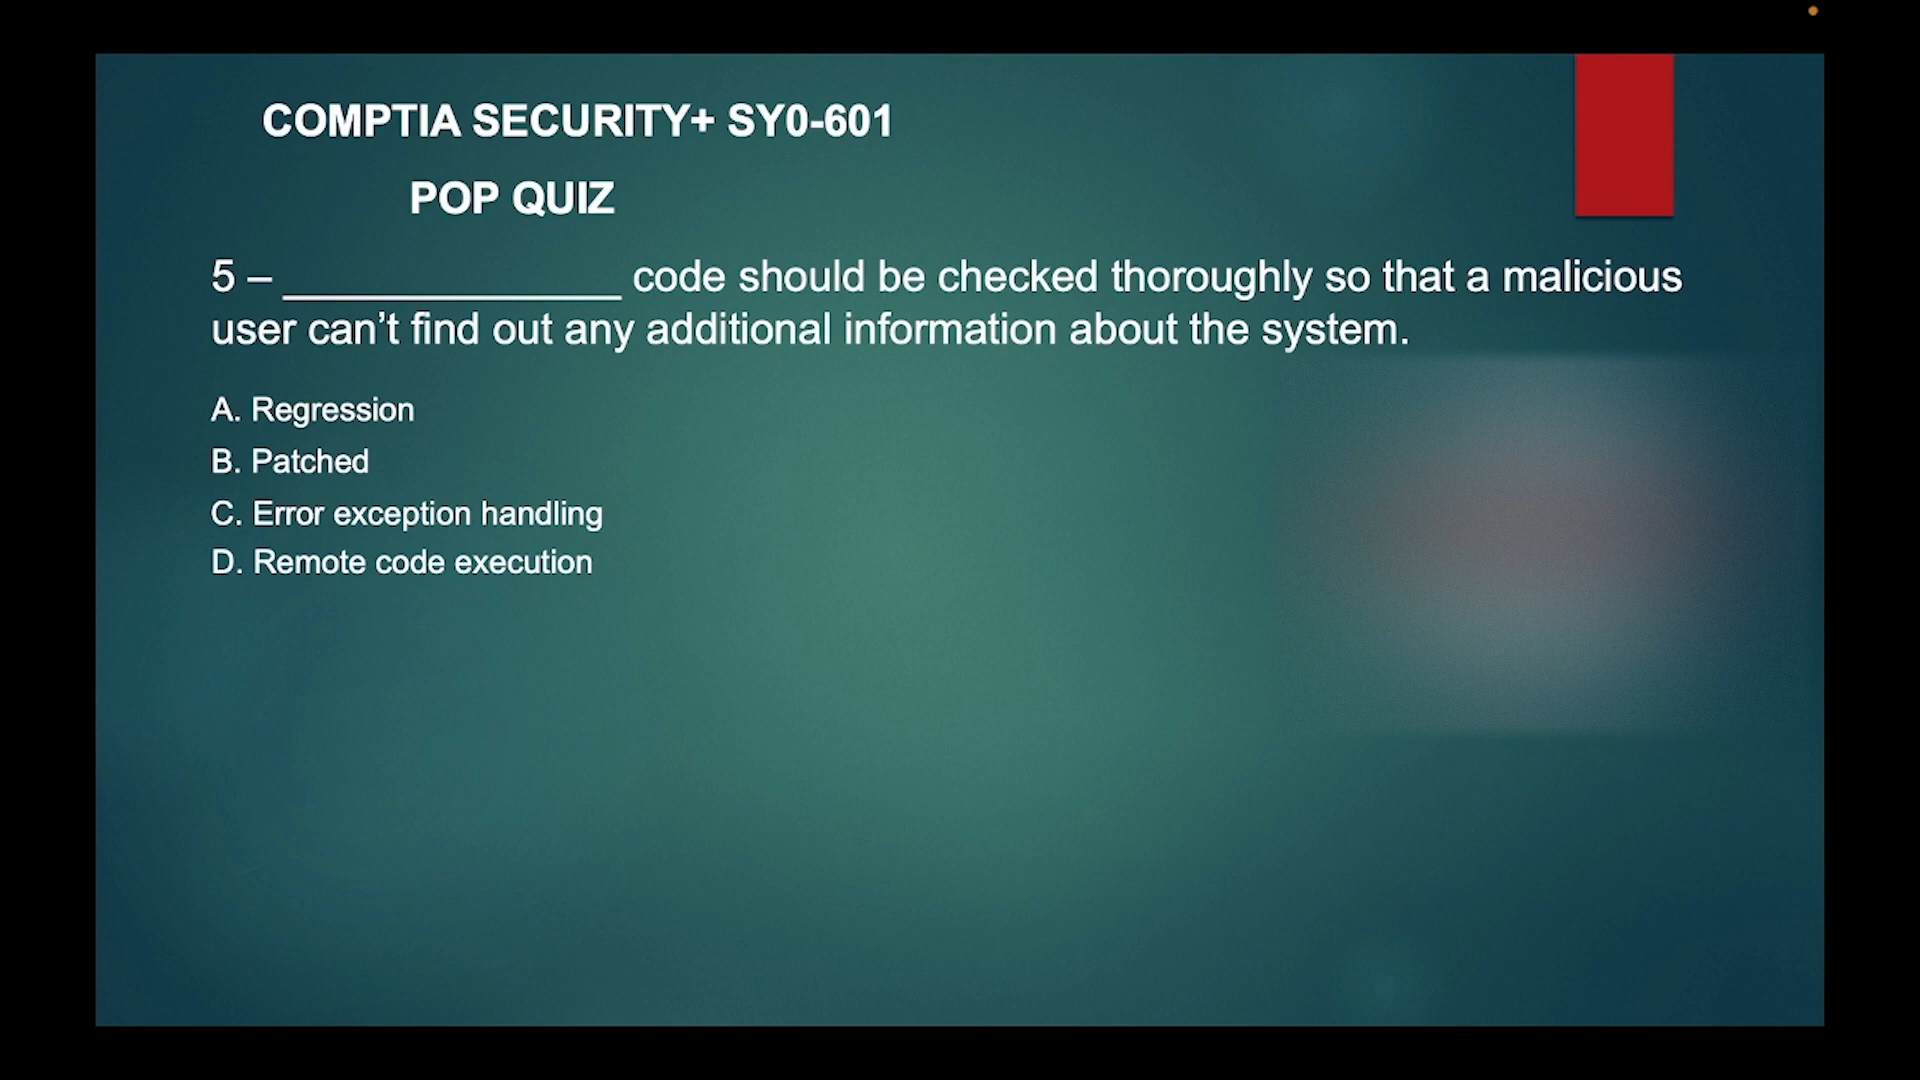 COMPTIA SECURITY+ SY0-601
POP QUIZ
5 – ______________ code should be checked thoroughly so that a malicious
user can’t find out any additional information about the system.
A. Regression
B. Patched
C. Error exception handling
D. Remote code execution